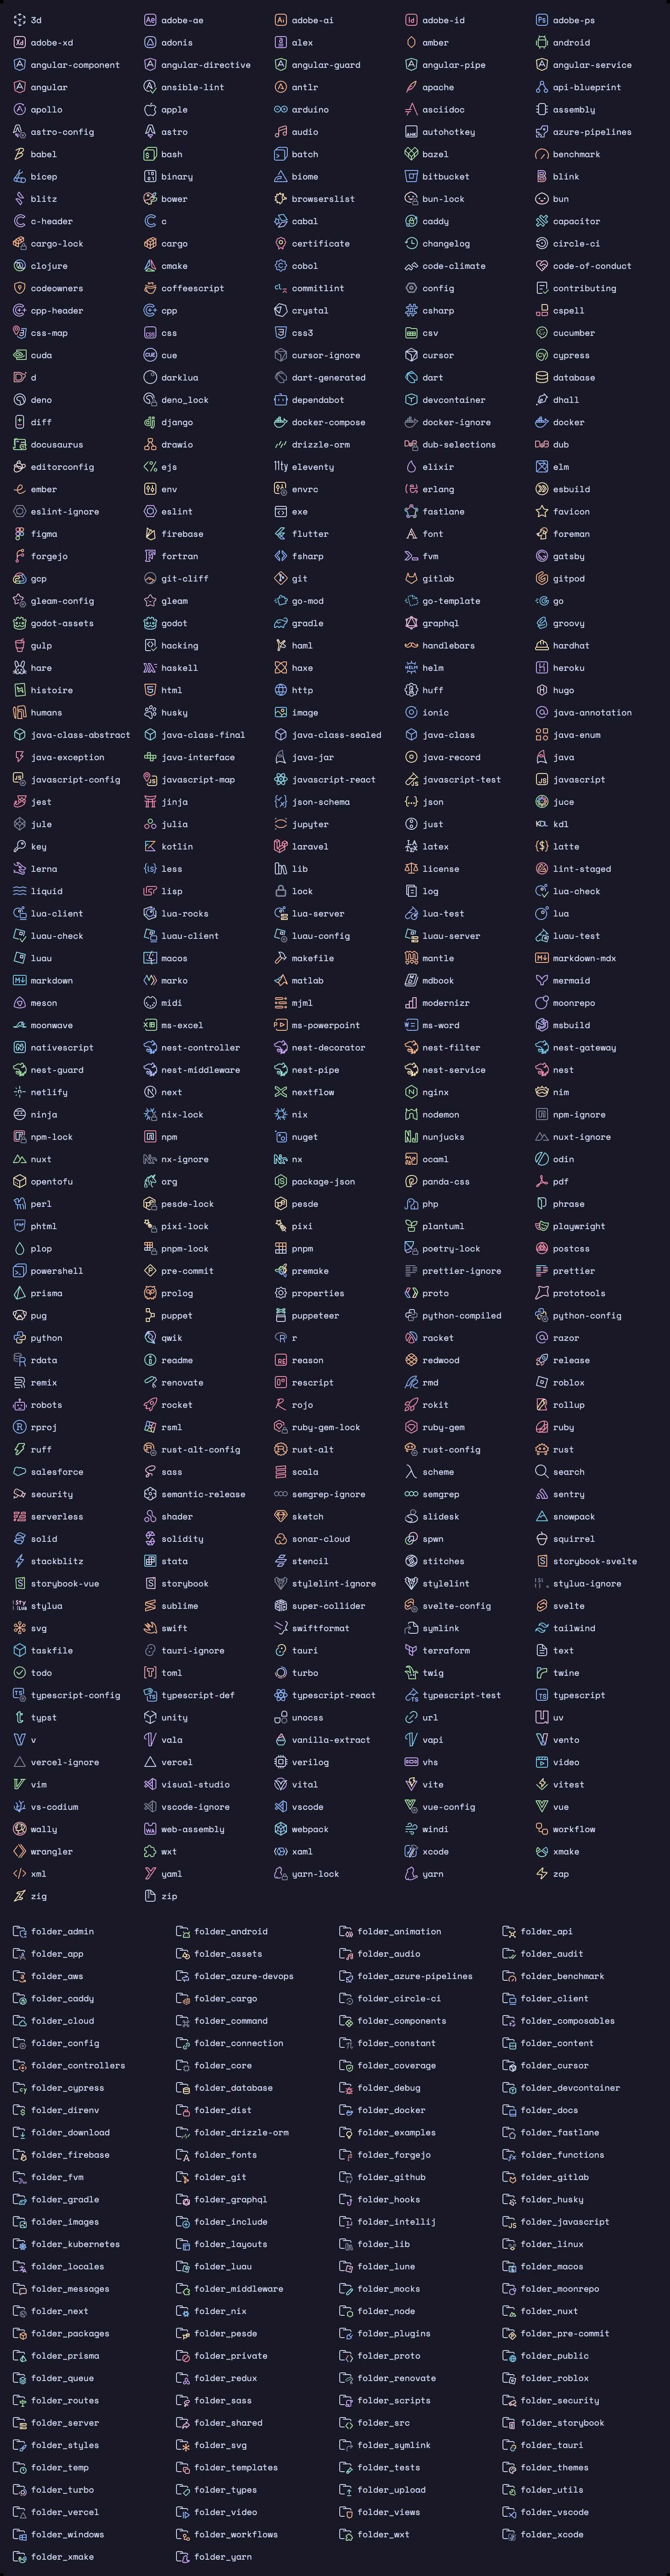 3d adobe-ae adobe-ai adobe-id adobe-ps
adobe-xd adonis alex amber android
angular-component angular-directive angular-guard angular-pipe angular-service
angular ansible-lint antlr apache api-blueprint
apollo apple arduino asciidoc assembly
astro-config astro audio autohotkey azure-pipelines
babel bash batch bazel benchmark
bicep binary biome bitbucket blink
blitz bower browserslist bun-lock bun
c-header c cabal caddy capacitor
cargo-lock cargo certificate changelog circle-ci
clojure cmake cobol code-climate code-of-conduct
codeowners coffeescript commitlint config contributing
cpp-header cpp crystal csharp cspell
css-map css css3 csv cucumber
cuda cue cursor-ignore cursor cypress
d darklua dart-generated dart database
deno deno_lock dependabot devcontainer dhall
diff django docker-compose docker-ignore docker
docusaurus drawio drizzle-orm dub-selections dub
editorconfig ejs eleventy elixir elm
ember env envrc erlang esbuild
eslint-ignore eslint exe fastlane favicon
figma firebase flutter font foreman
forgejo fortran fsharp fvm gatsby
gcp git-cliff git gitlab gitpod
gleam-config gleam go-mod go-template go
godot-assets godot gradle graphql groovy
gulp hacking haml handlebars hardhat
hare haskell haxe helm heroku
histoire html http huff hugo
humans husky image ionic java-annotation
java-class-abstract java-class-final java-class-sealed java-class java-enum
java-exception java-interface java-jar java-record java
javascript-config javascript-map javascript-react javascript-test javascript
jest jinja json-schema json juce
jule julia jupyter just kdl
key kotlin laravel latex latte
lerna less lib license lint-staged
liquid lisp lock log lua-check
lua-client lua-rocks lua-server lua-test lua
luau-check luau-client luau-config luau-server luau-test
luau macos makefile mantle markdown-mdx
markdown marko matlab mdbook mermaid
meson midi mjml modernizr moonrepo
moonwave ms-excel ms-powerpoint ms-word msbuild
nativescript nest-controller nest-decorator nest-filter nest-gateway
nest-guard nest-middleware nest-pipe nest-service nest
netlify next nextflow nginx nim
ninja nix-lock nix nodemon npm-ignore
npm-lock npm nuget nunjucks nuxt-ignore
nuxt nx-ignore nx ocaml odin
opentofu org package-json panda-css pdf
perl pesde-lock pesde php phrase
phtml pixi-lock pixi plantuml playwright
plop pnpm-lock pnpm poetry-lock postcss
powershell pre-commit premake prettier-ignore prettier
prisma prolog properties proto prototools
pug puppet puppeteer python-compiled python-config
python qwik r racket razor
rdata readme reason redwood release
remix renovate rescript rmd roblox
robots rocket rojo rokit rollup
rproj rsml ruby-gem-lock ruby-gem ruby
ruff rust-alt-config rust-alt rust-config rust
salesforce sass scala scheme search
security semantic-release semgrep-ignore semgrep sentry
serverless shader sketch slidesk snowpack
solid solidity sonar-cloud spwn squirrel
stackblitz stata stencil stitches storybook-svelte
storybook-vue storybook stylelint-ignore stylelint stylua-ignore
stylua sublime super-collider svelte-config svelte
svg swift swiftformat symlink tailwind
taskfile tauri-ignore tauri terraform text
todo toml turbo twig twine
typescript-config typescript-def typescript-react typescript-test typescript
typst unity unocss url uv
v vala vanilla-extract vapi vento
vercel-ignore vercel verilog vhs video
vim visual-studio vital vite vitest
vs-codium vscode-ignore vscode vue-config vue
wally web-assembly webpack windi workflow
wrangler wxt xaml xcode xmake
xml yaml yarn-lock yarn zap
zig zip
folder_admin folder_android folder_animation folder_api
folder_app folder_assets folder_audio folder_audit
folder_aws folder_azure-devops folder_azure-pipelines folder_benchmark
folder_caddy folder_cargo folder_circle-ci folder_client
folder_cloud folder_command folder_components folder_composables
folder_config folder_connection folder_constant folder_content
folder_controllers folder_core folder_coverage folder_cursor
folder_cypress folder_database folder_debug folder_devcontainer
folder_direnv folder_dist folder_docker folder_docs
folder_download folder_drizzle-orm folder_examples folder_fastlane
folder_firebase folder_fonts folder_forgejo folder_functions
folder_fvm folder_git folder_github folder_gitlab
folder_gradle folder_graphql folder_hooks folder_husky
folder_images folder_include folder_intellij folder_javascript
folder_kubernetes folder_layouts folder_lib folder_linux
folder_locales folder_luau folder_lune folder_macos
folder_messages folder_middleware folder_mocks folder_moonrepo
folder_next folder_nix folder_node folder_nuxt
folder_packages folder_pesde folder_plugins folder_pre-commit
folder_prisma folder_private folder_proto folder_public
folder_queue folder_redux folder_renovate folder_roblox
folder_routes folder_sass folder_scripts folder_security
folder_server folder_shared folder_src folder_storybook
folder_styles folder_svg folder_symlink folder_tauri
folder_temp folder_templates folder_tests folder_themes
folder_turbo folder_types folder_upload folder_utils
folder_vercel folder_video folder_views folder_vscode
folder_windows folder_workflows folder_wxt folder_xcode
folder_xmake folder_yarn